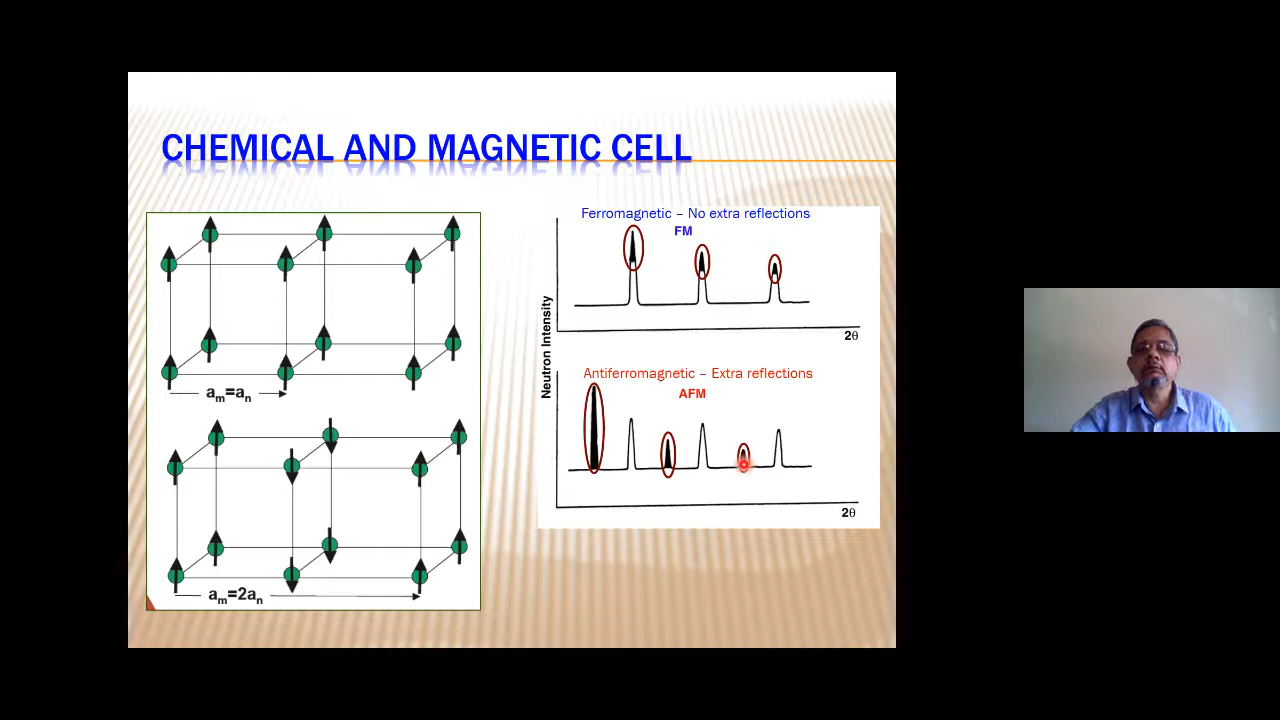 CHEMICAL AND MAGNETIC CELL
am=an
am=2an
Ferromagnetic – No extra reflections
FM
Neutron Intensity
2θ
Antiferromagnetic – Extra reflections
AFM
2θ